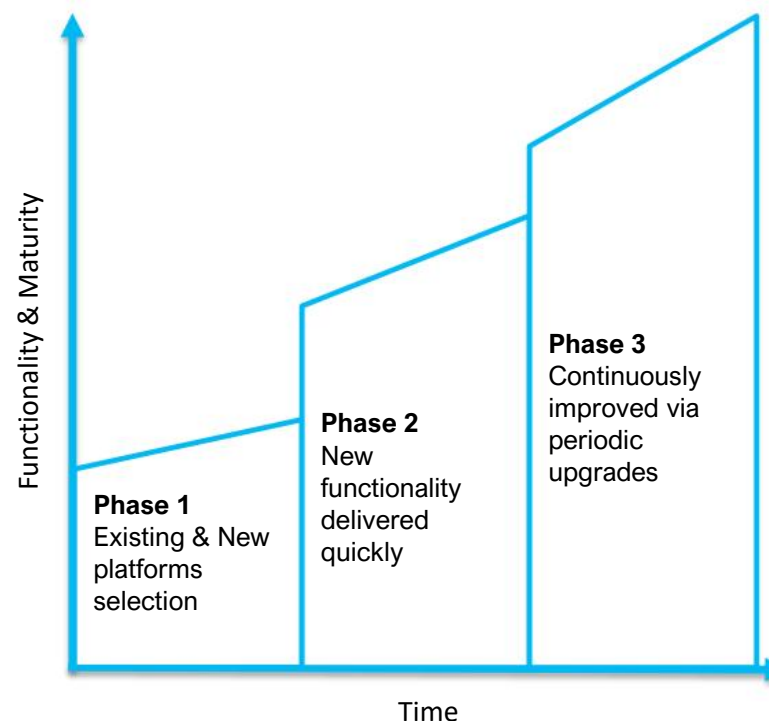 Functionality & Maturity
Phase 1
Existing & New
platforms
selection
Phase 2
New
functionality
delivered
quickly
Phase 3
Continuously
improved via
periodic
upgrades
Time